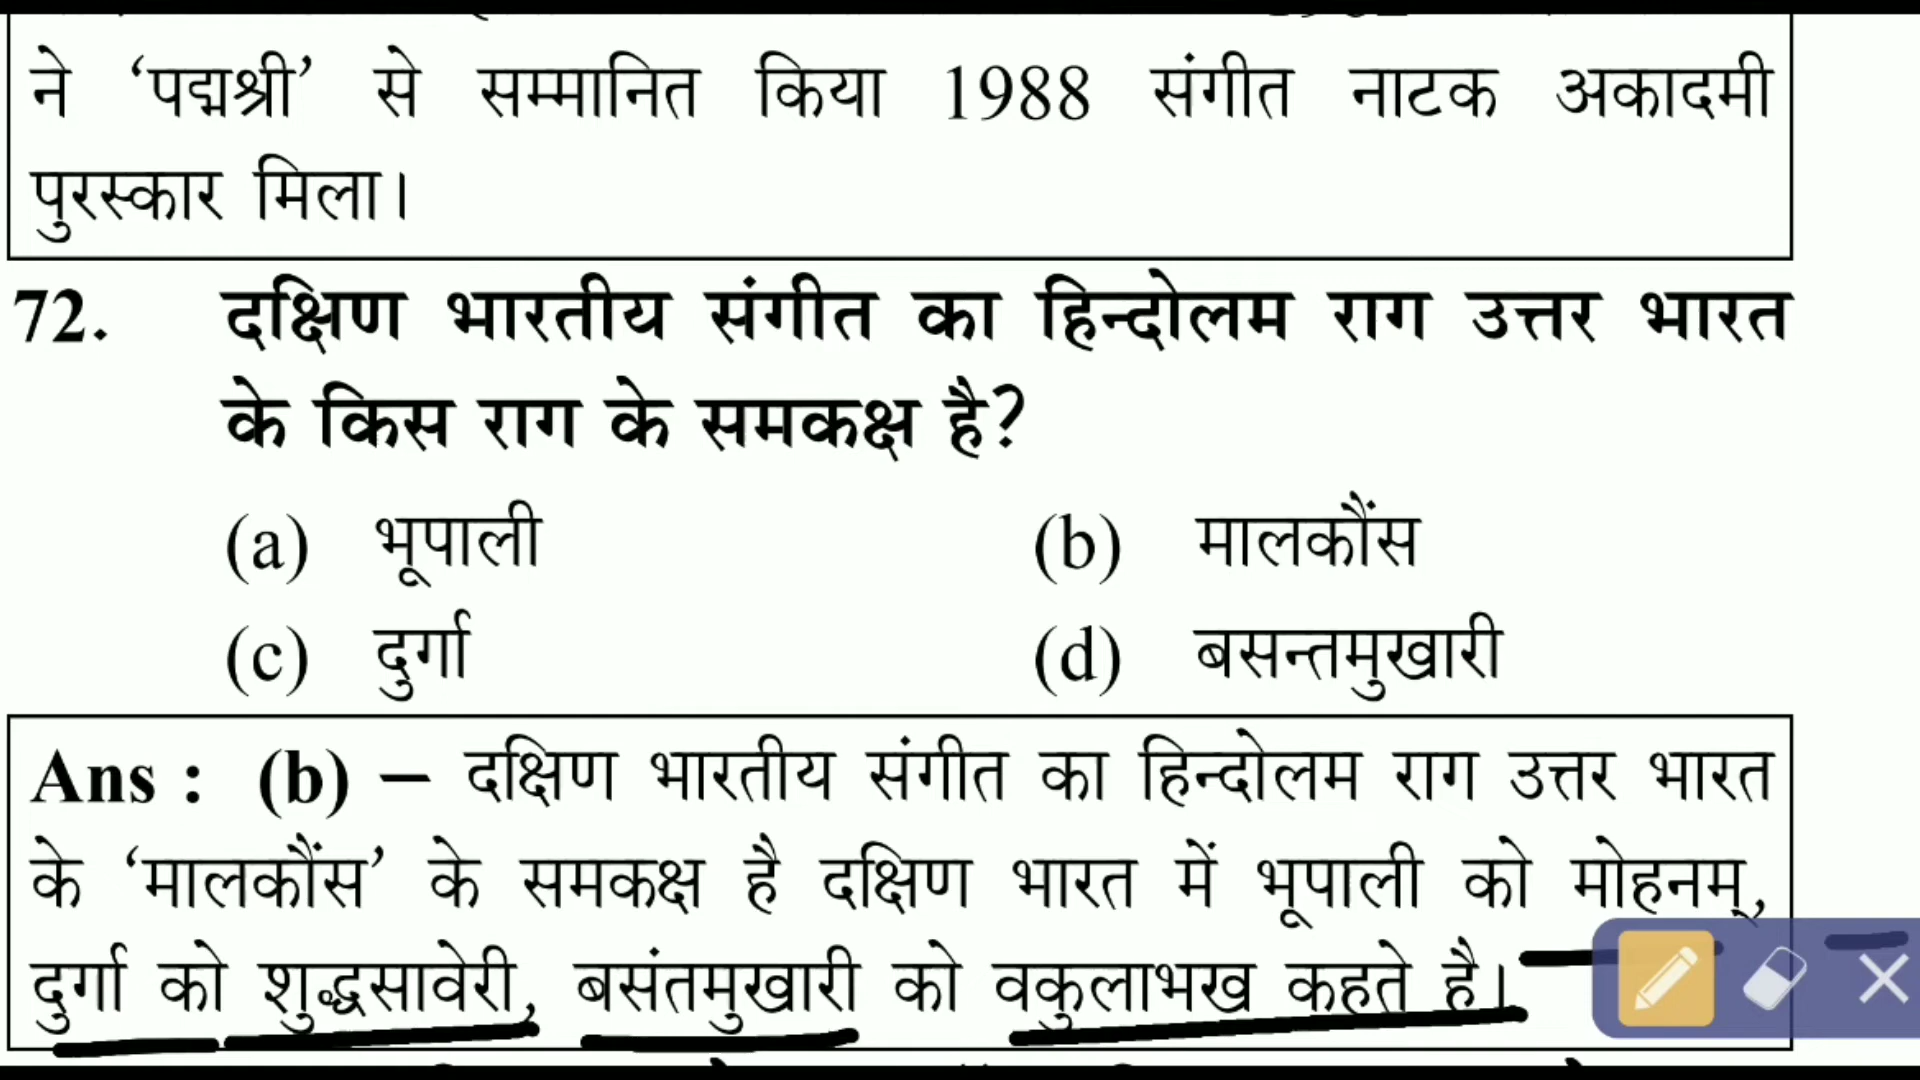 ने ‘पद्मश्री’ से सम्मानित किया 1988 संगीत नाटक अकादमी
पुरस्कार मिला।
72. दक्षिण भारतीय संगीत का हिन्दोलम राग उत्तर भारत
के किस राग के समकक्ष है?
(a) भूपाली (b) मालकौंस
(c) दुर्गा (d) बसन्तमुखारी
Ans : (b) – दक्षिण भारतीय संगीत का हिन्दोलम राग उत्तर भारत
के ‘मालकौंस’ के समकक्ष है दक्षिण भारत में भूपाली को मोहनम्,
दुर्गा को शुद्धसावेरी, बसंतमुखारी को वकुलाभख कहते है।